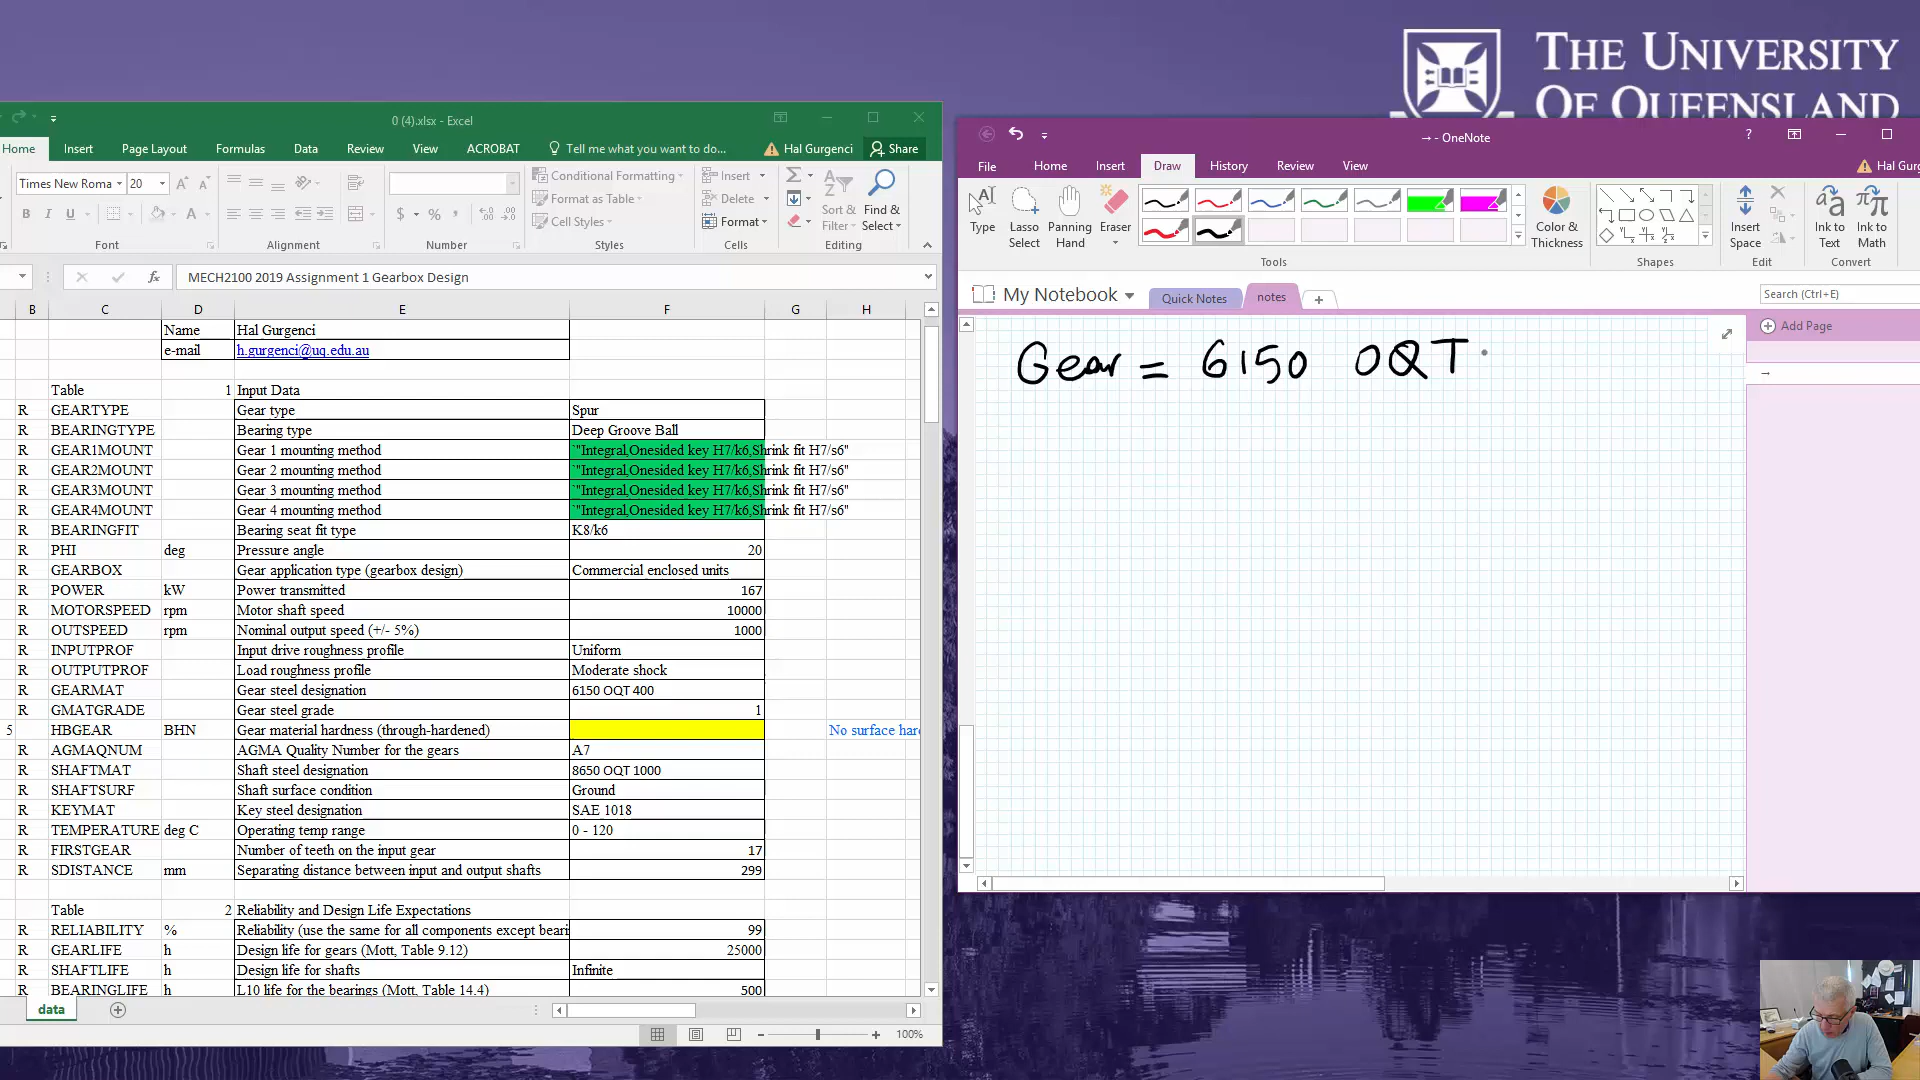 THE UNIVERSITY
OF QUEENSLAND
0 (4).xlsx - Excel
Home Insert Page Layout Formulas Data Review View ACROBAT Tell me what you want to do... Hal Gurgenci Share
Times New Roma 20
B I U A
$ % ,
Conditional Formatting
Format as Table
Cell Styles
Insert
Delete
Format
Sort & Filter
Find & Select
Font Alignment Number Styles Cells Editing
fx MECH2100 2019 Assignment 1 Gearbox Design
B C D E F G H
Name Hal Gurgenci
e-mail h.gurgenci@uq.edu.au
Table 1 Input Data
R GEARTYPE Gear type Spur
R BEARINGTYPE Bearing type Deep Groove Ball
R GEAR1MOUNT Gear 1 mounting method `"Integral,Onesided key H7/k6,Shrink fit H7/s6"
R GEAR2MOUNT Gear 2 mounting method `"Integral,Onesided key H7/k6,Shrink fit H7/s6"
R GEAR3MOUNT Gear 3 mounting method `"Integral,Onesided key H7/k6,Shrink fit H7/s6"
R GEAR4MOUNT Gear 4 mounting method `"Integral,Onesided key H7/k6,Shrink fit H7/s6"
R BEARINGFIT Bearing seat fit type K8/k6
R PHI deg Pressure angle 20
R GEARBOX Gear application type (gearbox design) Commercial enclosed units
R POWER kW Power transmitted 167
R MOTORSPEED rpm Motor shaft speed 10000
R OUTSPEED rpm Nominal output speed (+/- 5%) 1000
R INPUTPROF Input drive roughness profile Uniform
R OUTPUTPROF Load roughness profile Moderate shock
R GEARMAT Gear steel designation 6150 OQT 400
R GMATGRADE Gear steel grade 1
5 HBGEAR BHN Gear material hardness (through-hardened) No surface hard
R AGMAQNUM AGMA Quality Number for the gears A7
R SHAFTMAT Shaft steel designation 8650 OQT 1000
R SHAFTSURF Shaft surface condition Ground
R KEYMAT Key steel designation SAE 1018
R TEMPERATURE deg C Operating temp range 0 - 120
R FIRSTGEAR Number of teeth on the input gear 17
R SDISTANCE mm Separating distance between input and output shafts 299
Table 2 Reliability and Design Life Expectations
R RELIABILITY % Reliability (use the same for all components except beari 99
R GEARLIFE h Design life for gears (Mott, Table 9.12) 25000
R SHAFTLIFE h Design life for shafts Infinite
R BEARINGLIFE h L10 life for the bearings (Mott, Table 14.4) 500
data
100%
→ - OneNote
File Home Insert Draw History Review View Hal Gurg
Type
Lasso Select
Panning Hand
Eraser
Color & Thickness
Insert Space
Ink to Text
Ink to Math
Tools Shapes Edit Convert
My Notebook Quick Notes notes
Search (Ctrl+E)
Add Page
→
Gear = 6150 OQT